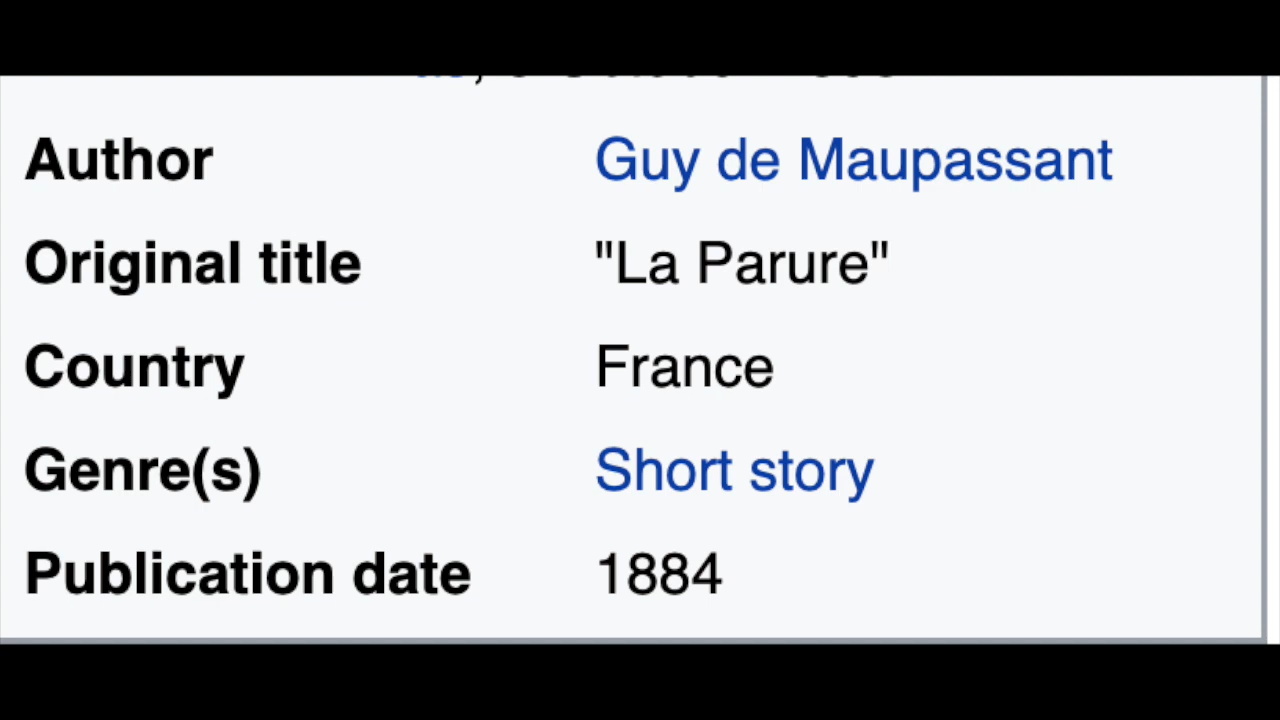 Author Guy de Maupassant
Original title "La Parure"
Country France
Genre(s) Short story
Publication date 1884